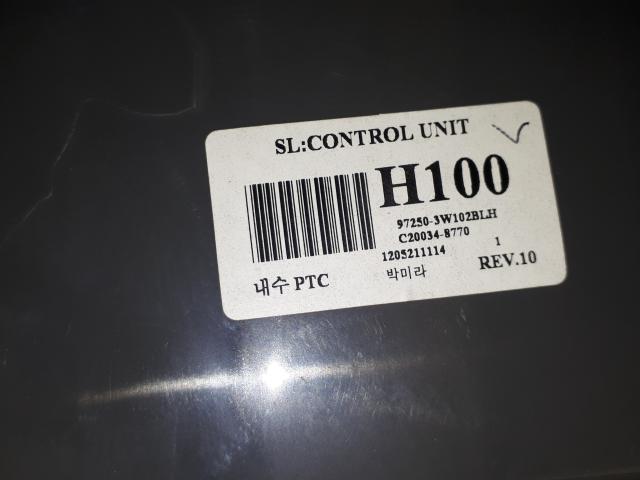 SL:CONTROL UNIT
H100
97250-3W102BLH
C20034-8770
1205211114
1
내수 PTC
박미라
REV.10